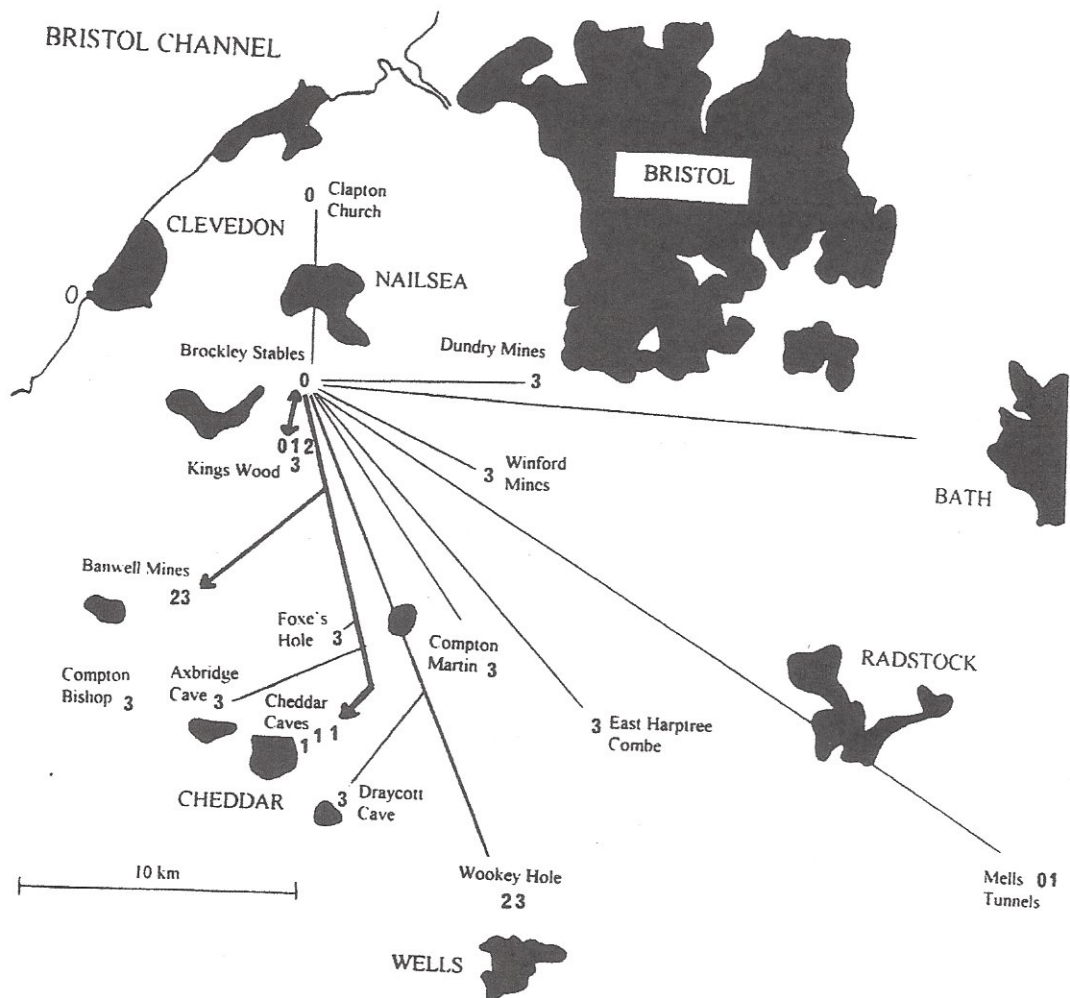 BRISTOL CHANNEL
BRISTOL
0 Clapton
Church
CLEVEDON
NAILSEA
0
Brockley Stables
Dundry Mines
0
3
012
Kings Wood 3
3 Winford
Mines
BATH
Banwell Mines
23
Foxe's
Hole 3
Compton
Martin 3
RADSTOCK
Compton
Bishop 3
Axbridge
Cave 3
Cheddar
Caves
1 1 1
3 East Harptree
Combe
CHEDDAR
3 Draycott
Cave
10 km
Wookey Hole
23
Mells 01
Tunnels
WELLS